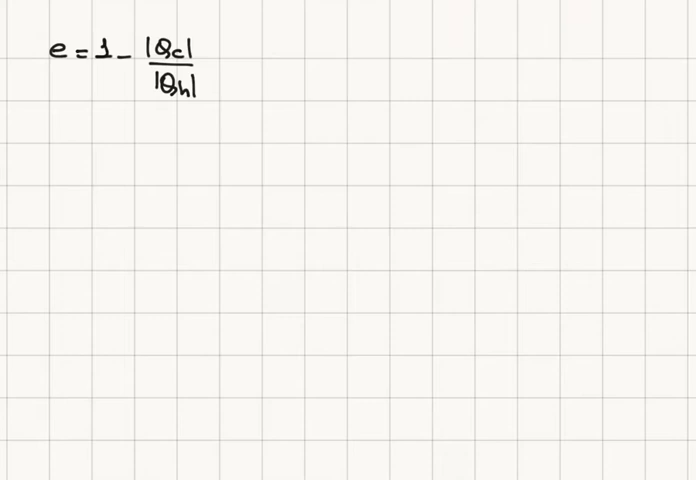 e = 1 - |Qc| / |Qh|